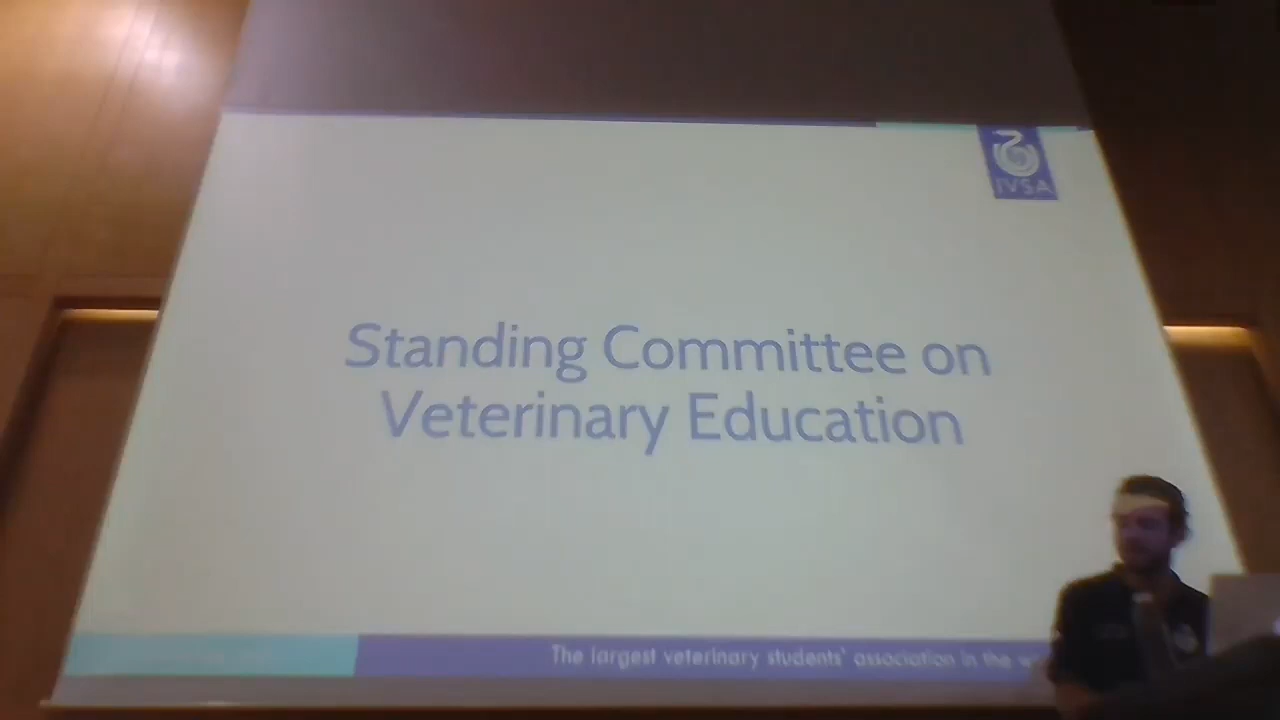 IVSA
Standing Committee on
Veterinary Education
The largest veterinary students' association in the